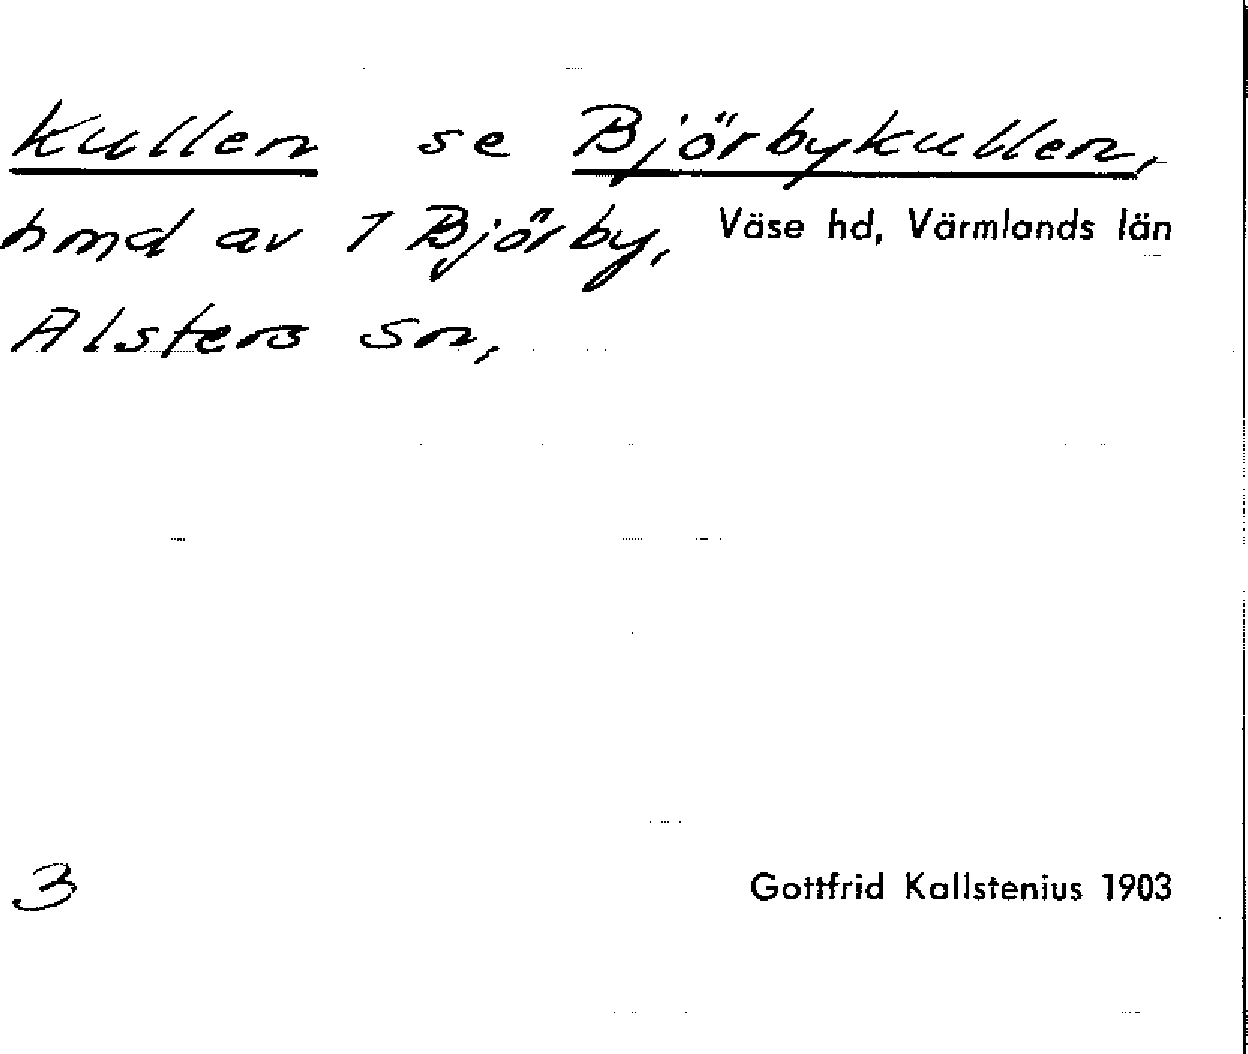 Kullen se Björbykullen,
hmd av 1 Björby, Väse hd, Värmlands län
Alsters sn,
3 Gottfrid Kallstenius 1903